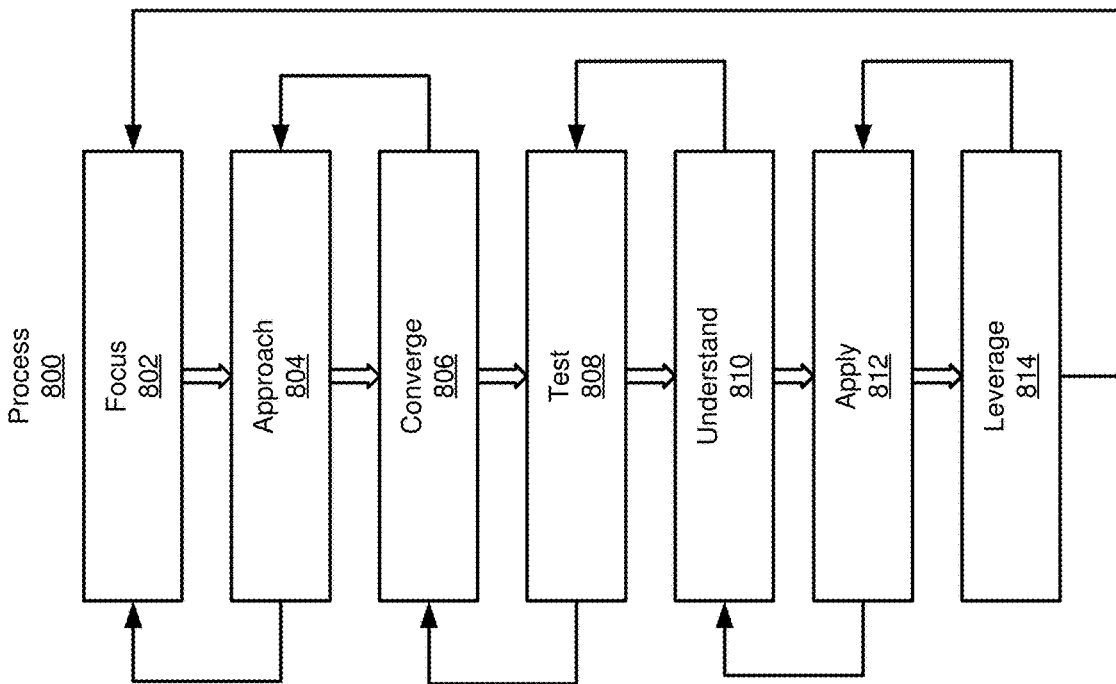 Process
800
Focus
802
Approach
804
Converge
806
Test
808
Understand
810
Apply
812
Leverage
814